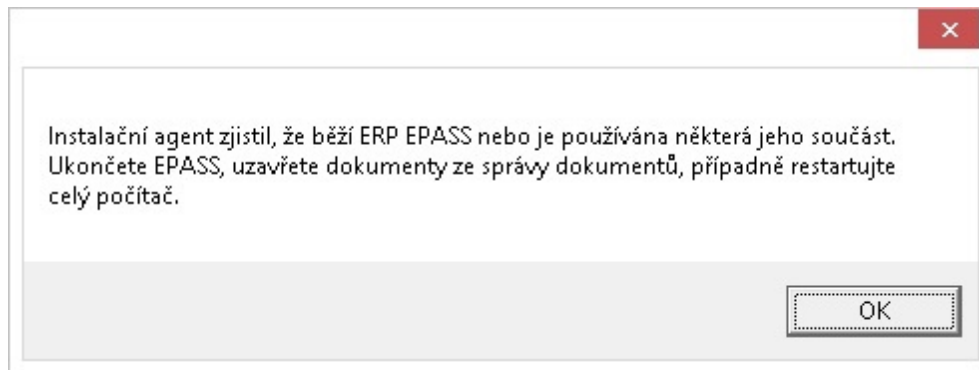 Instalační agent zjistil, že běží ERP EPASS nebo je používána některá jeho součást.
Ukončete EPASS, uzavřete dokumenty ze správy dokumentů, případně restartujte
celý počítač.
OK